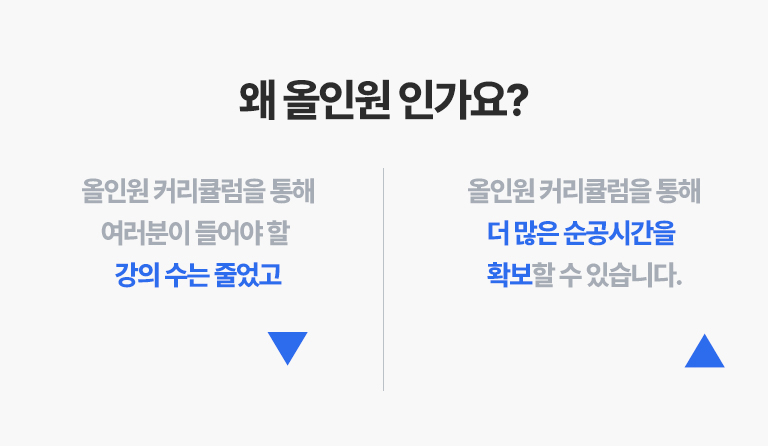 왜 올인원 인가요?
올인원 커리큘럼을 통해
여러분이 들어야 할
강의 수는 줄었고
올인원 커리큘럼을 통해
더 많은 순공시간을
확보할 수 있습니다.